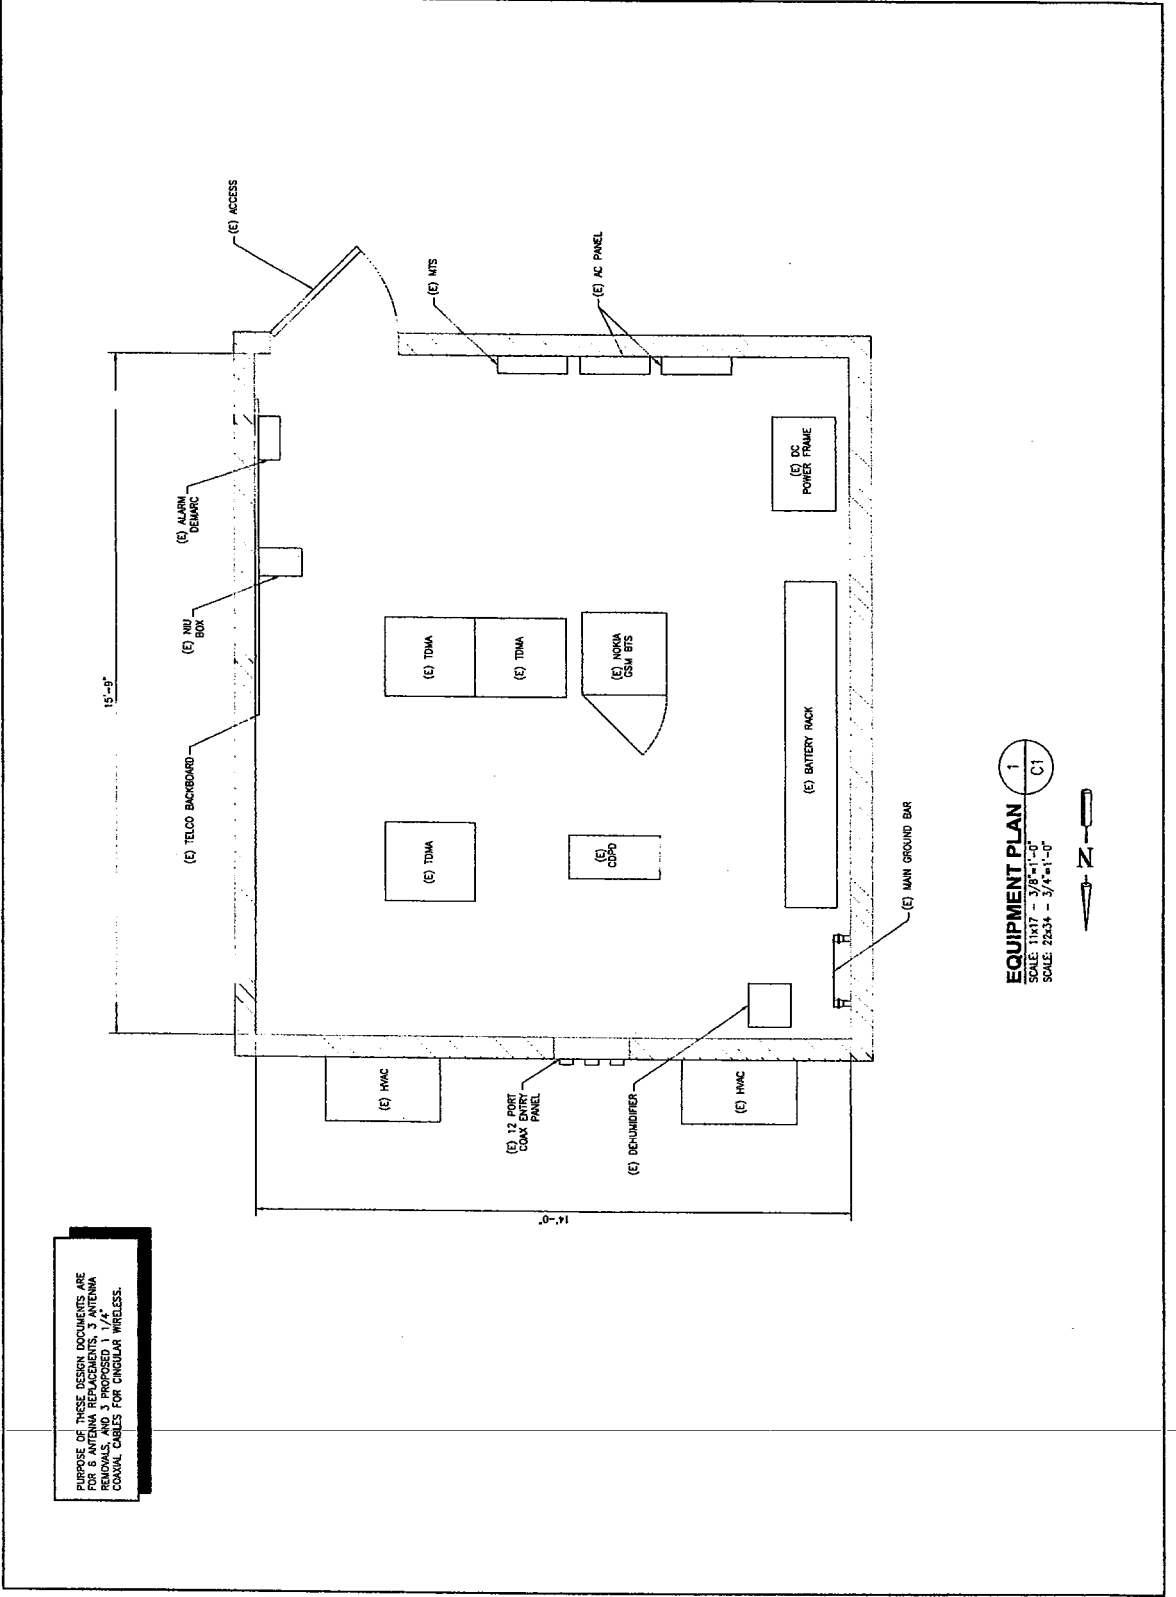 PURPOSE OF THESE DESIGN DOCUMENTS ARE
FOR 6 ANTENNA REPLACEMENTS, 3 ANTENNA
REMOVALS, AND 3 PROPOSED 1 1/4"
COAXIAL CABLES FOR CINGULAR WIRELESS.
15'-9"
(E) TELCO BACKBOARD
(E) NIU
BOX
(E) ALARM
DEMARC
(E) ACCESS
(E) HVAC
(E) TDMA
(E) TDMA
(E) TDMA
(E) MTS
(E) 12 PORT
COAX ENTRY
PANEL
(E)
CDPD
(E) NOKIA
GSM BTS
(E) AC PANEL
14'-0"
(E) DEHUMIDIFIER
(E) HVAC
(E) BATTERY RACK
(E) DC
POWER FRAME
(E) MAIN GROUND BAR
EQUIPMENT PLAN
SCALE: 11x17 - 3/8"=1'-0"
SCALE: 22x34 - 3/4"=1'-0"
1
C1
N